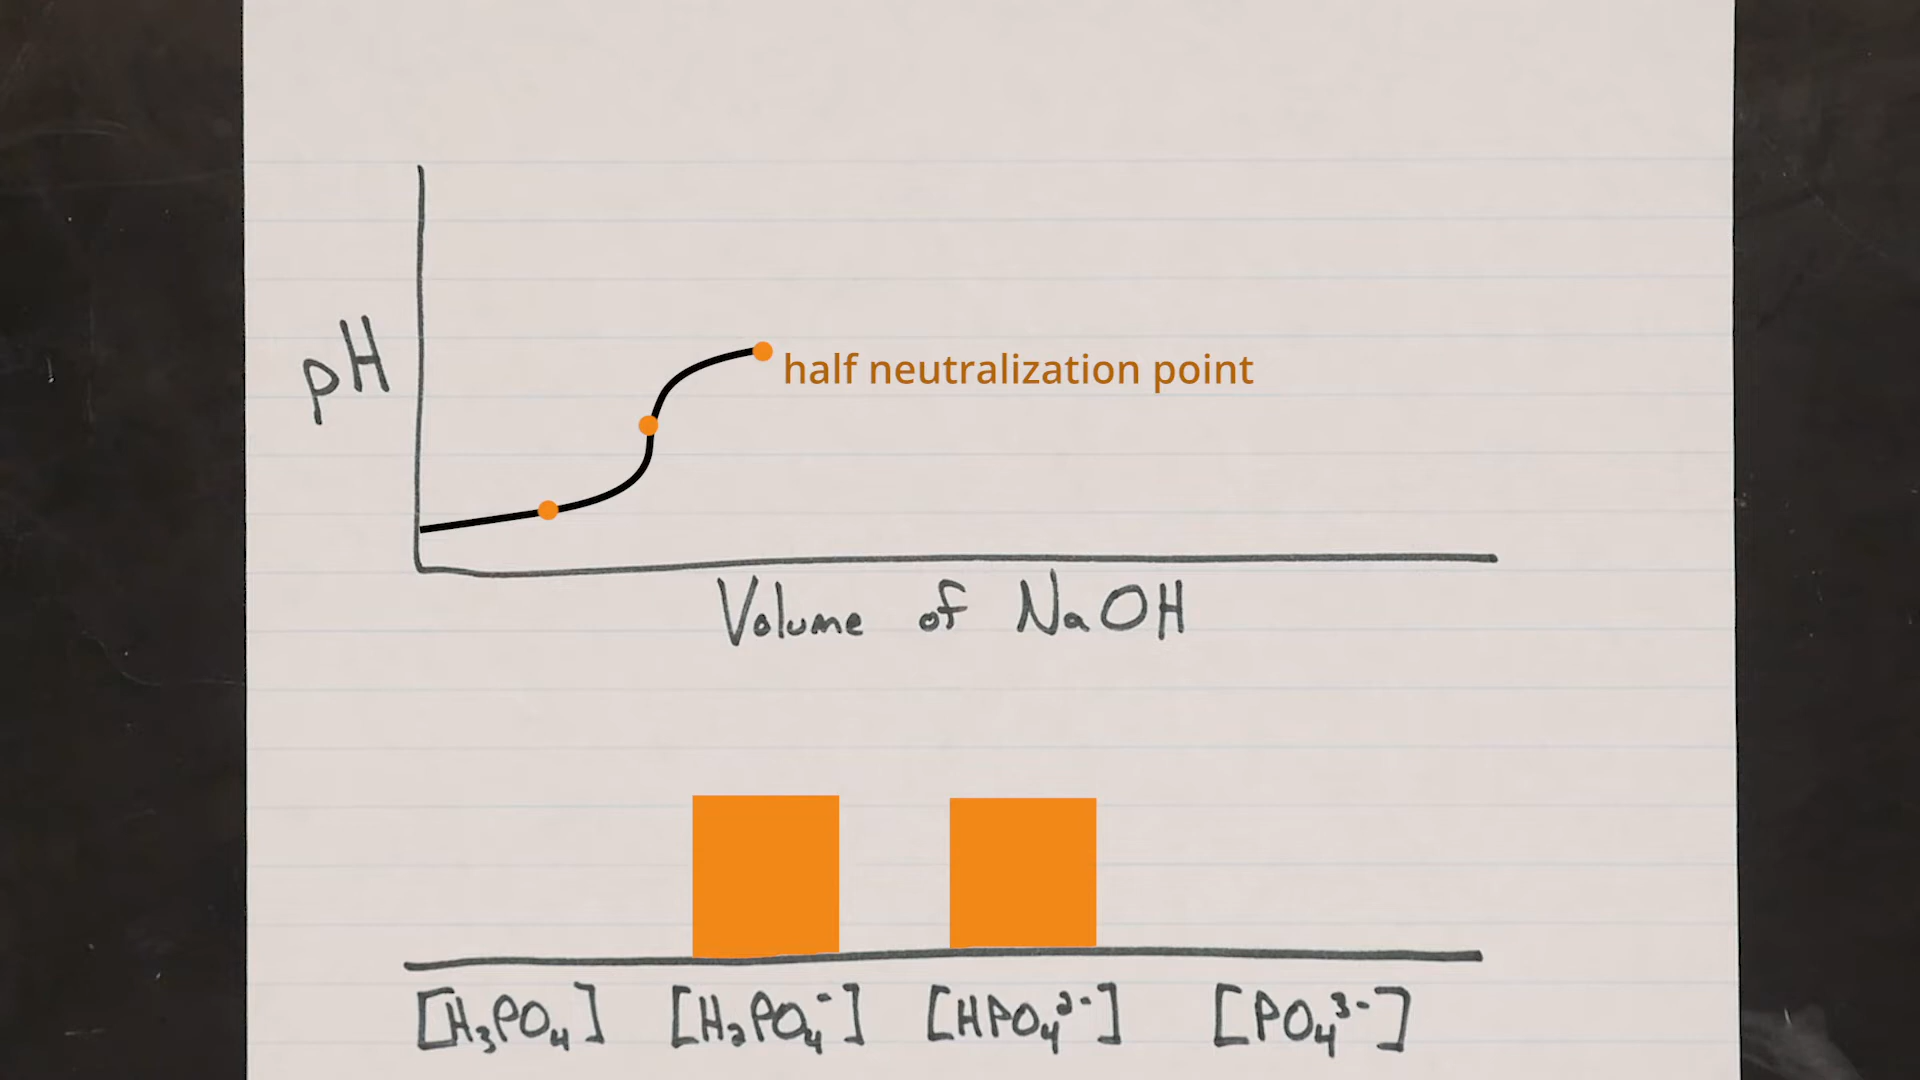 pH
half neutralization point
Volume of NaOH
[H₃PO₄] [H₂PO₄⁻] [HPO₄²⁻] [PO₄³⁻]